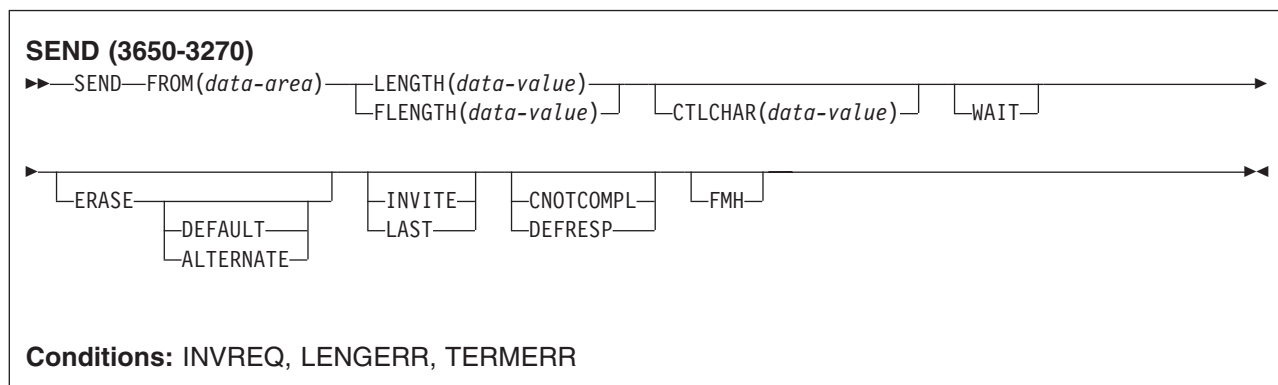 SEND (3650-3270)
SEND FROM(data-area) LENGTH(data-value)
FLENGTH(data-value) CTLCHAR(data-value) WAIT
ERASE INVITE CNOTCOMPL FMH
DEFAULT LAST DEFRESP
ALTERNATE
Conditions: INVREQ, LENGERR, TERMERR